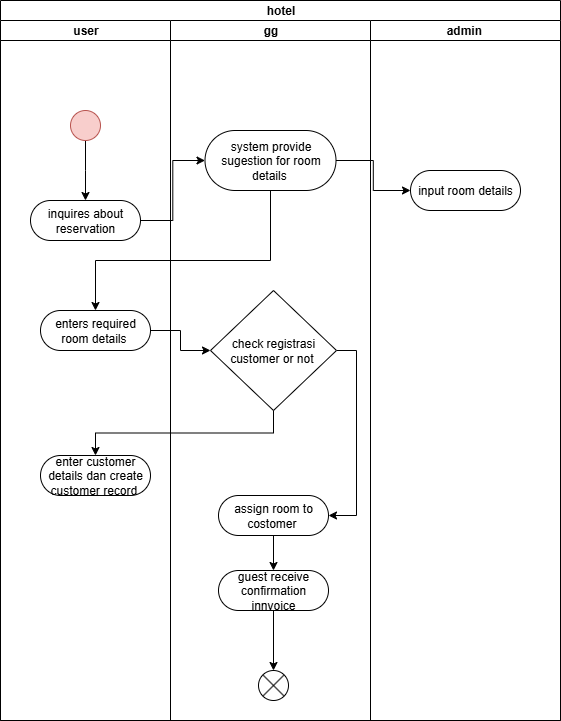 hotel
user
gg
admin
system provide
sugestion for room
details
input room details
inquires about
reservation
enters required
room details
check registrasi
customer or not
enter customer
details dan create
customer record
assign room to
costomer
guest receive
confirmation
innvoice